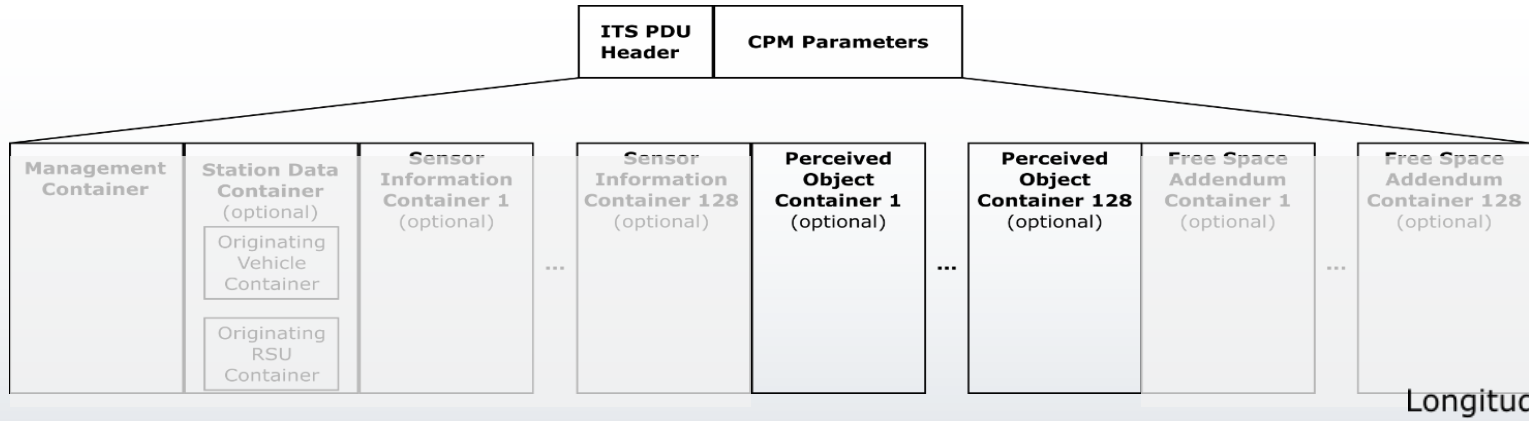 ITS PDU
Header
CPM Parameters
Management
Container
Station Data
Container
(optional)
Originating
Vehicle
Container
Originating
RSU
Container
Sensor
Information
Container 1
(optional)
...
Sensor
Information
Container 128
(optional)
Perceived
Object
Container 1
(optional)
...
Perceived
Object
Container 128
(optional)
Free Space
Addendum
Container 1
(optional)
...
Free Space
Addendum
Container 128
(optional)